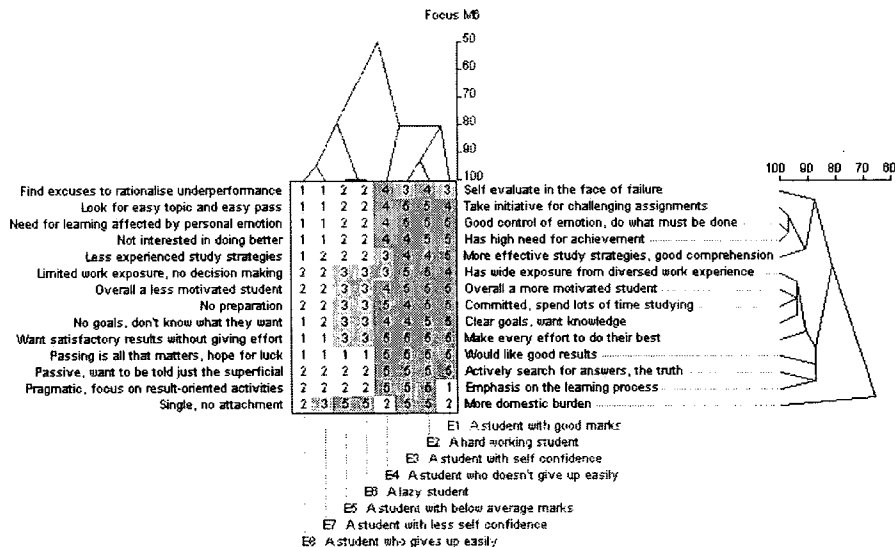 Focus M6
50
50
70
80
90
100
100 90 80 70 60
Find excuses to rationalise underperformance 1 1 2 2 4 3 4 3 Self evaluate in the face of failure
Look for easy topic and easy pass 1 1 2 2 4 5 5 4 Take initiative for challenging assignments
Need for learning affected by personal emotion 1 1 2 2 4 5 5 5 Good control of emotion, do what must be done
Not interested in doing better 1 1 2 2 4 4 5 5 Has high need for achievement
Less experienced study strategies 1 2 2 2 3 4 4 5 More effective study strategies, good comprehension
Limited work exposure, no decision making 2 2 3 3 3 5 5 4 Has wide exposure from diversed work experience
Overall a less motivated student 2 2 3 3 4 5 5 5 Overall a more motivated student
No preparation 2 2 3 3 5 4 5 5 Committed, spend lots of time studying
No goals, don't know what they want 1 2 3 3 4 4 5 5 Clear goals, want knowledge
Want satisfactory results without giving effort 1 1 3 3 5 5 5 5 Make every effort to do their best
Passing is all that matters, hope for luck 1 1 1 1 5 5 5 5 Would like good results
Passive, want to be told just the superficial 2 2 2 2 5 5 5 5 Actively search for answers, the truth
Pragmatic, focus on result-oriented activities 2 2 2 2 5 5 5 1 Emphasis on the learning process
Single, no attachment 2 3 5 5 2 5 5 2 More domestic burden
E1 A student with good marks
E2 A hard working student
E3 A student with self confidence
E4 A student who doesn't give up easily
E6 A lazy student
E5 A student with below average marks
E7 A student with less self confidence
E8 A student who gives up easily